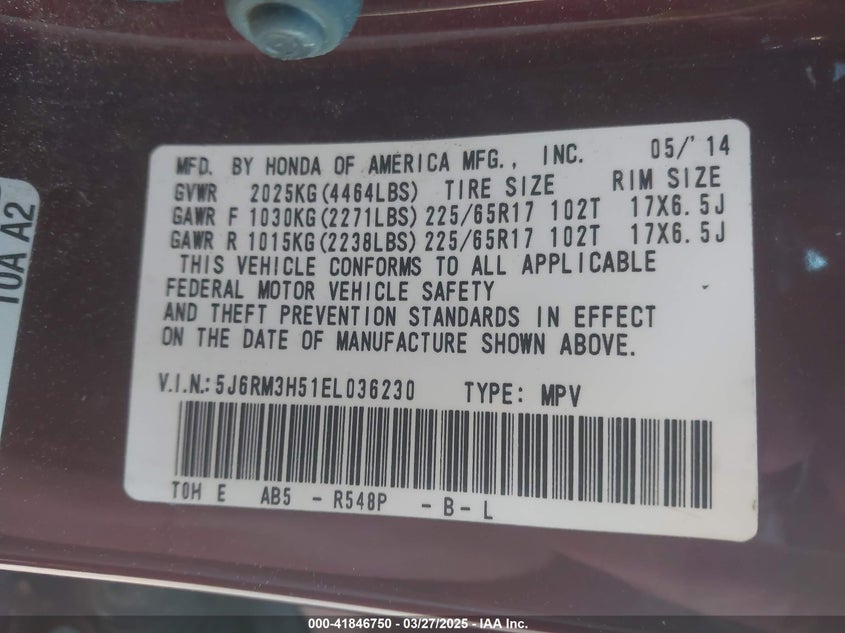 MFD. BY HONDA OF AMERICA MFG., INC. 05/'14
GVWR 2025KG(4464LBS) TIRE SIZE RIM SIZE
GAWR F 1030KG(2271LBS) 225/65R17 102T 17X6.5J
GAWR R 1015KG(2238LBS) 225/65R17 102T 17X6.5J
THIS VEHICLE CONFORMS TO ALL APPLICABLE
FEDERAL MOTOR VEHICLE SAFETY
AND THEFT PREVENTION STANDARDS IN EFFECT
ON THE DATE OF MANUFACTURE SHOWN ABOVE.
V.I.N.: 5J6RM3H51EL036230 TYPE: MPV
T0H E AB5 - R548P - B - L
T0A A2
000-41846750 — 03/27/2025 — IAA Inc.